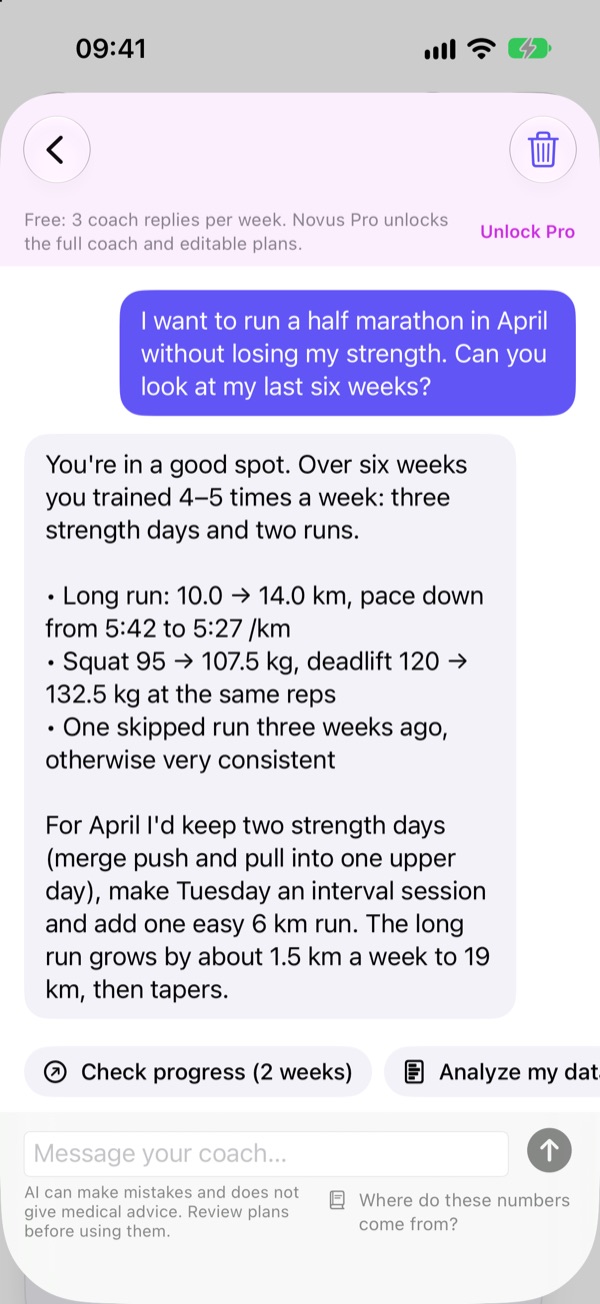 09:41
Free: 3 coach replies per week. Novus Pro unlocks
the full coach and editable plans.
Unlock Pro
I want to run a half marathon in April
without losing my strength. Can you
look at my last six weeks?
You're in a good spot. Over six weeks
you trained 4–5 times a week: three
strength days and two runs.
• Long run: 10.0 → 14.0 km, pace down
from 5:42 to 5:27 /km
• Squat 95 → 107.5 kg, deadlift 120 →
132.5 kg at the same reps
• One skipped run three weeks ago,
otherwise very consistent
For April I'd keep two strength days
(merge push and pull into one upper
day), make Tuesday an interval session
and add one easy 6 km run. The long
run grows by about 1.5 km a week to 19
km, then tapers.
Check progress (2 weeks)
Analyze my dat
Message your coach...
AI can make mistakes and does not
give medical advice. Review plans
before using them.
Where do these numbers
come from?